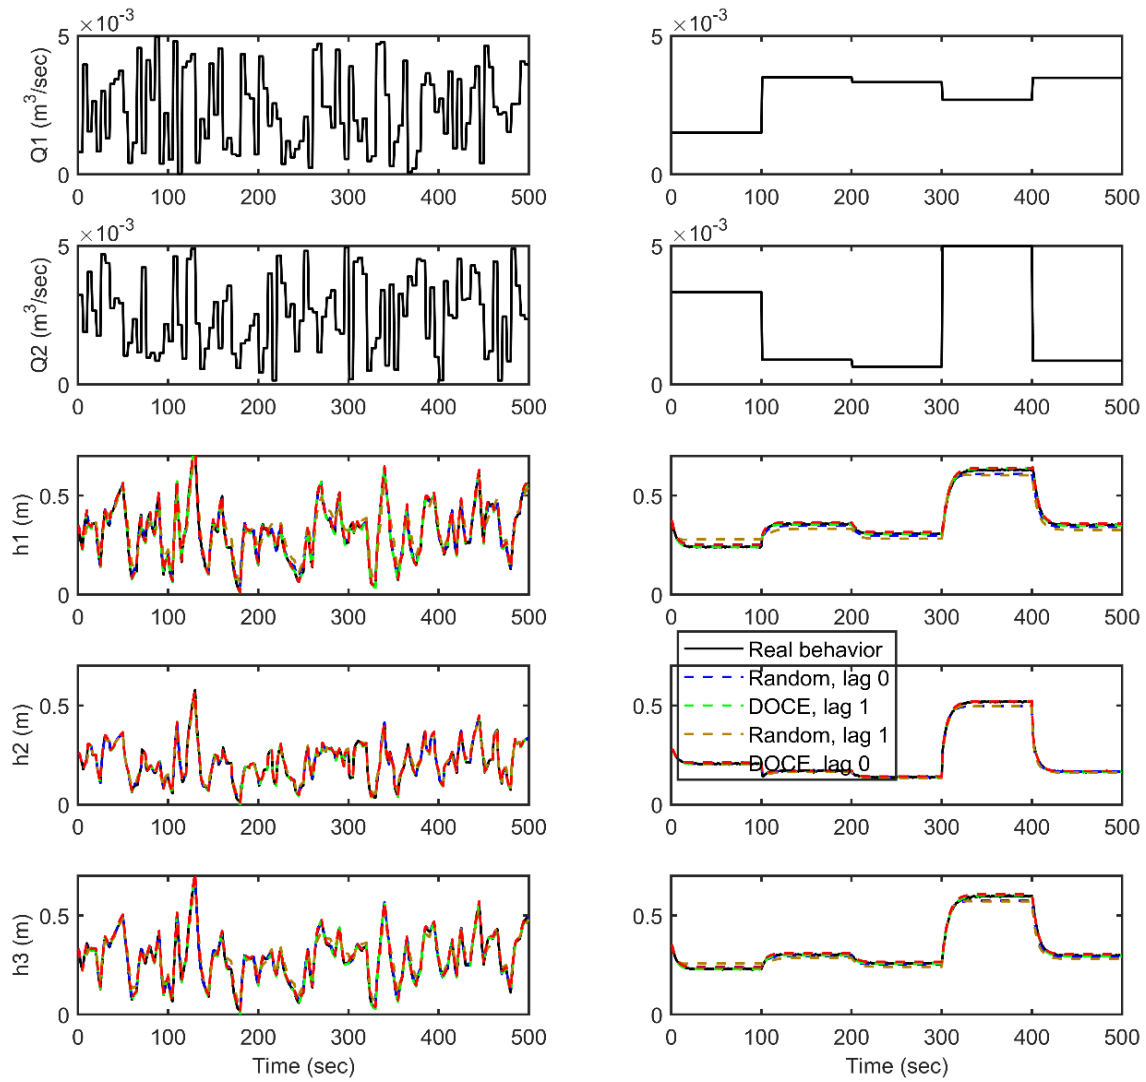 ×10⁻³
×10⁻³
5
5
Q1 (m³/sec)
0
0
0 100 200 300 400 500
0 100 200 300 400 500
×10⁻³
×10⁻³
5
5
Q2 (m³/sec)
0
0
0 100 200 300 400 500
0 100 200 300 400 500
h1 (m)
0.5
0.5
0
0
0 100 200 300 400 500
0 100 200 300 400 500
Real behavior
Random, lag 0
DOCE, lag 1
Random, lag 1
DOCE, lag 0
h2 (m)
0.5
0.5
0
0
0 100 200 300 400 500
0 100 200 300 400 500
h3 (m)
0.5
0.5
0
0
0 100 200 300 400 500
0 100 200 300 400 500
Time (sec)
Time (sec)